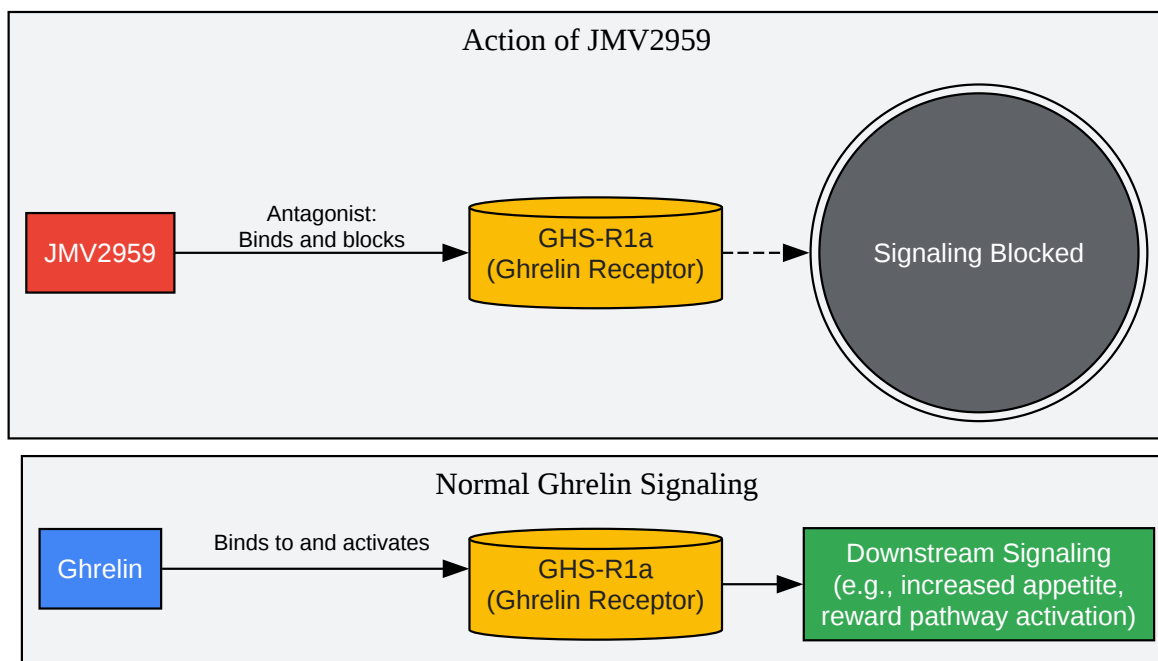 Action of JMV2959
JMV2959
Antagonist:
Binds and blocks
GHS-R1a
(Ghrelin Receptor)
Signaling Blocked
Normal Ghrelin Signaling
Ghrelin
Binds to and activates
GHS-R1a
(Ghrelin Receptor)
Downstream Signaling
(e.g., increased appetite,
reward pathway activation)